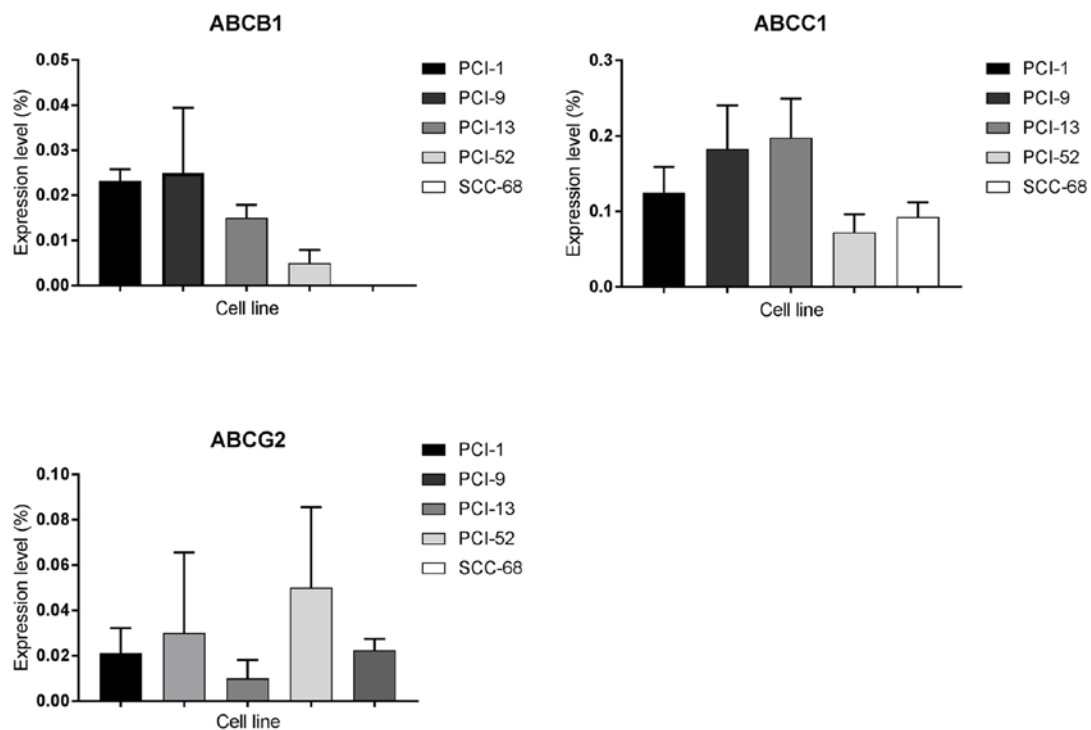 ABCB1
Expression level (%)
0.05
0.04
0.03
0.02
0.01
0.00
Cell line
PCI-1
PCI-9
PCI-13
PCI-52
SCC-68
ABCC1
Expression level (%)
0.3
0.2
0.1
0.0
Cell line
PCI-1
PCI-9
PCI-13
PCI-52
SCC-68
ABCG2
Expression level (%)
0.10
0.08
0.06
0.04
0.02
0.00
Cell line
PCI-1
PCI-9
PCI-13
PCI-52
SCC-68